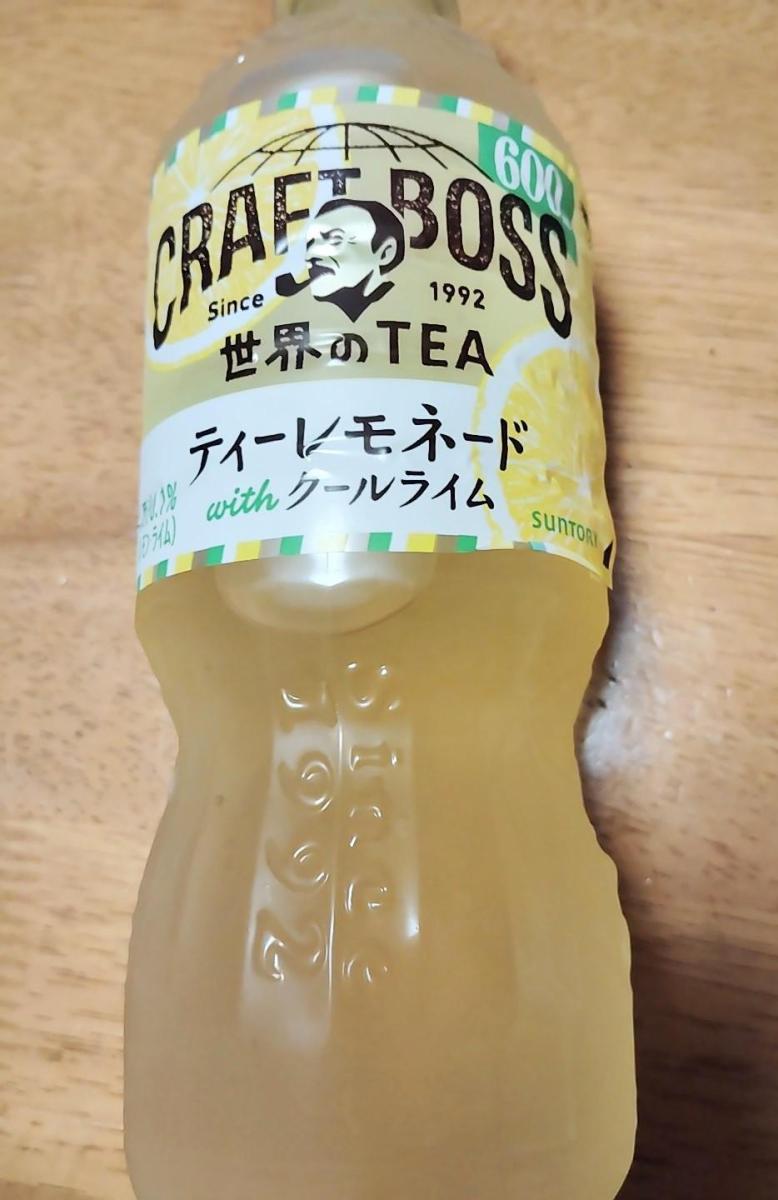 600
CRAFT BOSS
Since 1992
世界のTEA
ティーレモネード
with クールライム
SUNTORY
Since
1992